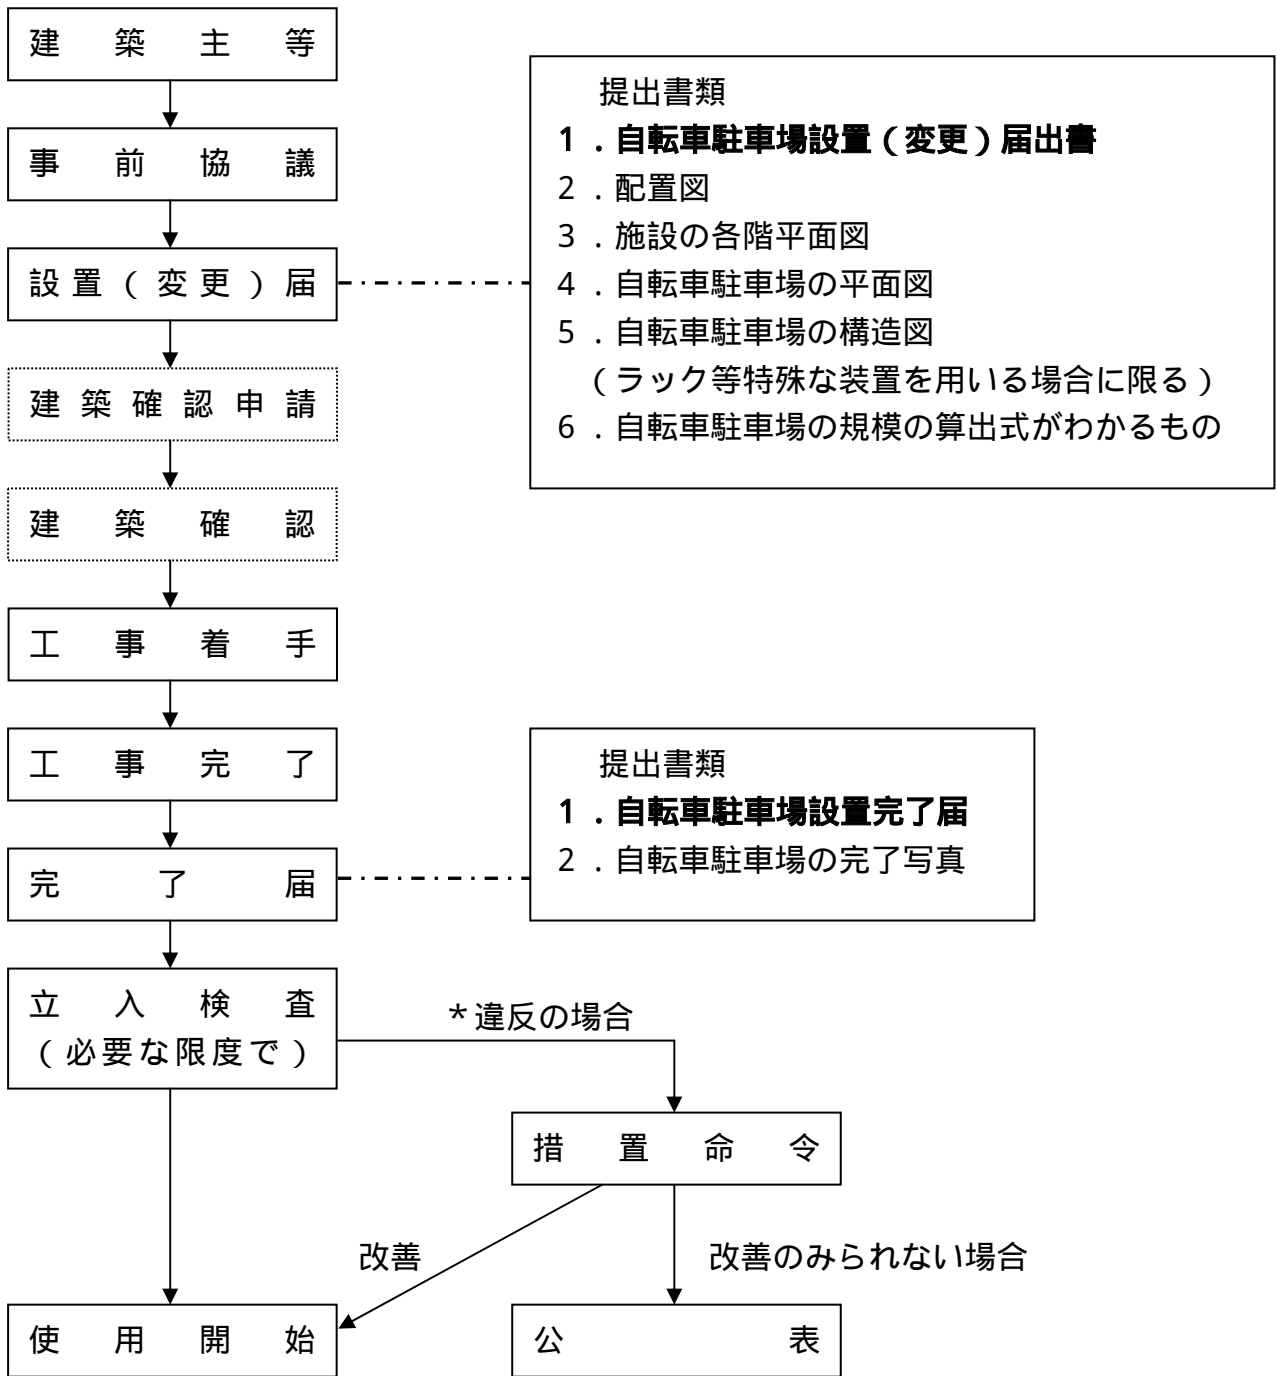 建築主等
事前協議
設置(変更)届
建築確認申請
建築確認
工事着手
工事完了
完了届
立入検査
(必要な限度で)
使用開始
提出書類
1.自転車駐車場設置(変更)届出書
2.配置図
3.施設の各階平面図
4.自転車駐車場の平面図
5.自転車駐車場の構造図
(ラック等特殊な装置を用いる場合に限る)
6.自転車駐車場の規模の算出式がわかるもの
提出書類
1.自転車駐車場設置完了届
2.自転車駐車場の完了写真
*違反の場合
措置命令
改善
改善のみられない場合
公表